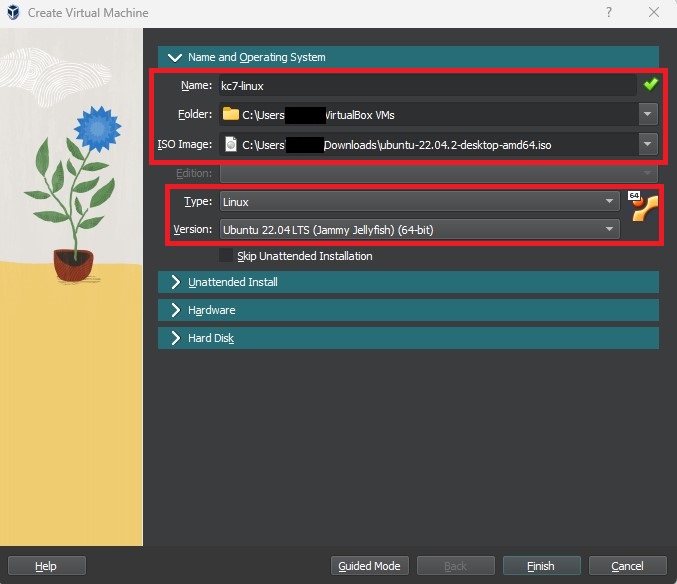 Create Virtual Machine
Name and Operating System
Name: kc7-linux
Folder: C:\Users VirtualBox VMs
ISO Image: C:\Users Downloads\ubuntu-22.04.2-desktop-amd64.iso
Edition:
Type: Linux
64
Version: Ubuntu 22.04 LTS (Jammy Jellyfish) (64-bit)
Skip Unattended Installation
Unattended Install
Hardware
Hard Disk
Help Guided Mode Back Finish Cancel